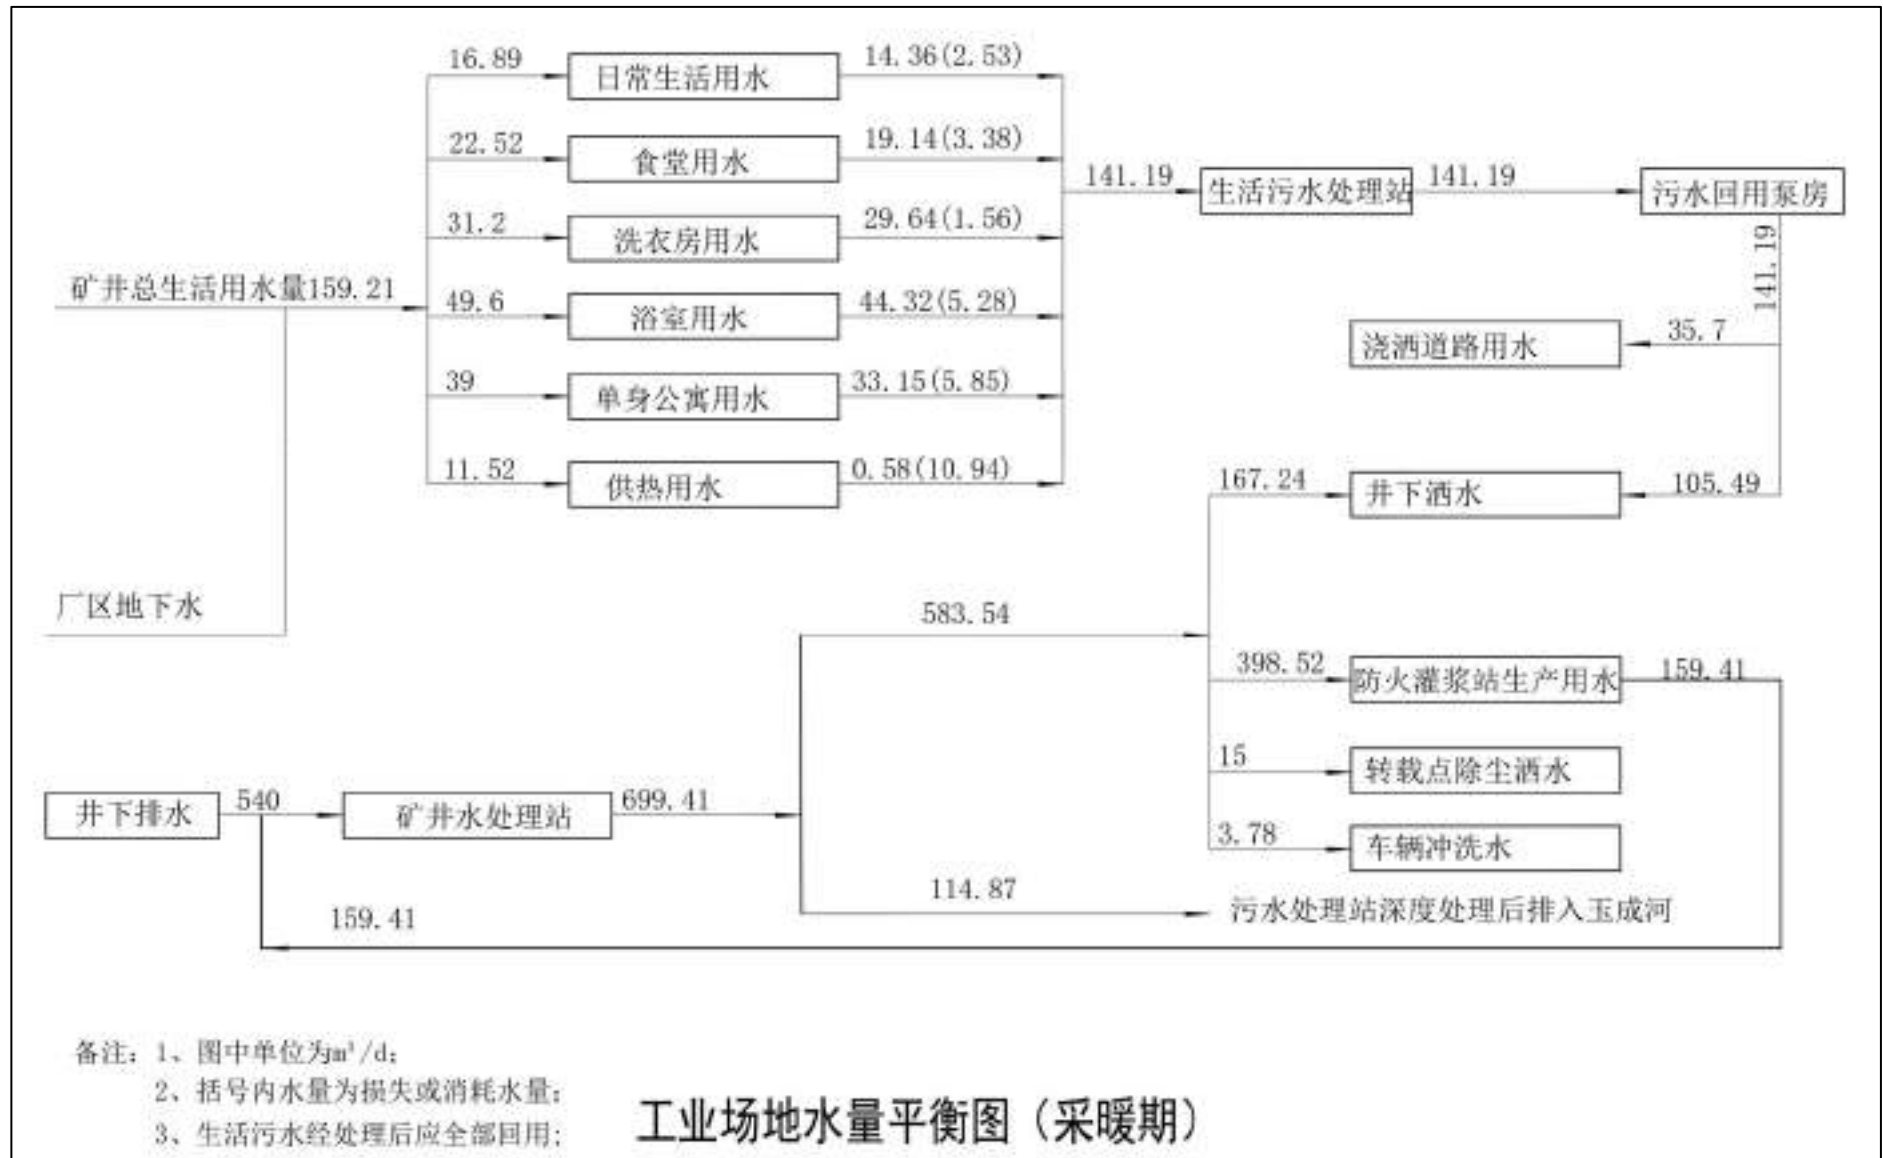 16.89
日常生活用水
14.36(2.53)
22.52
食堂用水
19.14(3.38)
141.19
生活污水处理站
141.19
污水回用泵房
31.2
洗衣房用水
29.64(1.56)
141.19
矿井总生活用水量159.21
49.6
浴室用水
44.32(5.28)
浇洒道路用水
35.7
39
单身公寓用水
33.15(5.85)
11.52
供热用水
0.58(10.94)
167.24
井下洒水
105.49
厂区地下水
583.54
398.52
防火灌浆站生产用水
159.41
15
转载点除尘洒水
井下排水
540
矿井水处理站
699.41
3.78
车辆冲洗水
114.87
污水处理站深度处理后排入玉成河
159.41
备注：1、图中单位为m³/d；
2、括号内水量为损失或消耗水量；
3、生活污水经处理后应全部回用；
工业场地水量平衡图（采暖期）